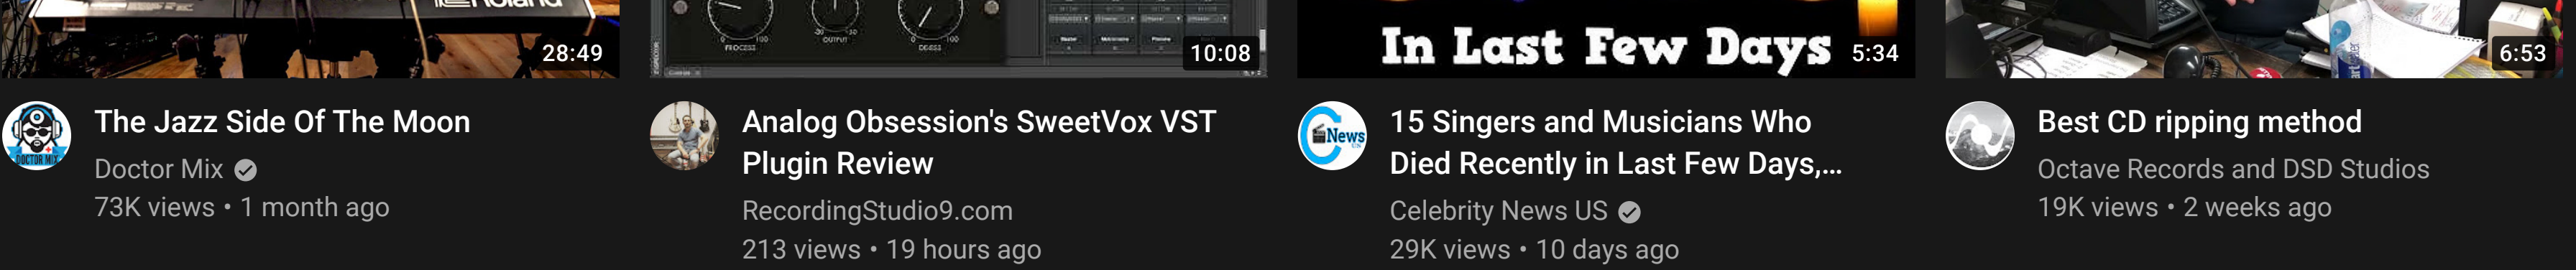 Roland
28:49
PROCESS
OUTPUT
DEESS
10:08
In Last Few Days
5:34
6:53
DOCTOR MIX
The Jazz Side Of The Moon
Doctor Mix
73K views • 1 month ago
Analog Obsession's SweetVox VST
Plugin Review
RecordingStudio9.com
213 views • 19 hours ago
C News
US
15 Singers and Musicians Who
Died Recently in Last Few Days,...
Celebrity News US
29K views • 10 days ago
Best CD ripping method
Octave Records and DSD Studios
19K views • 2 weeks ago